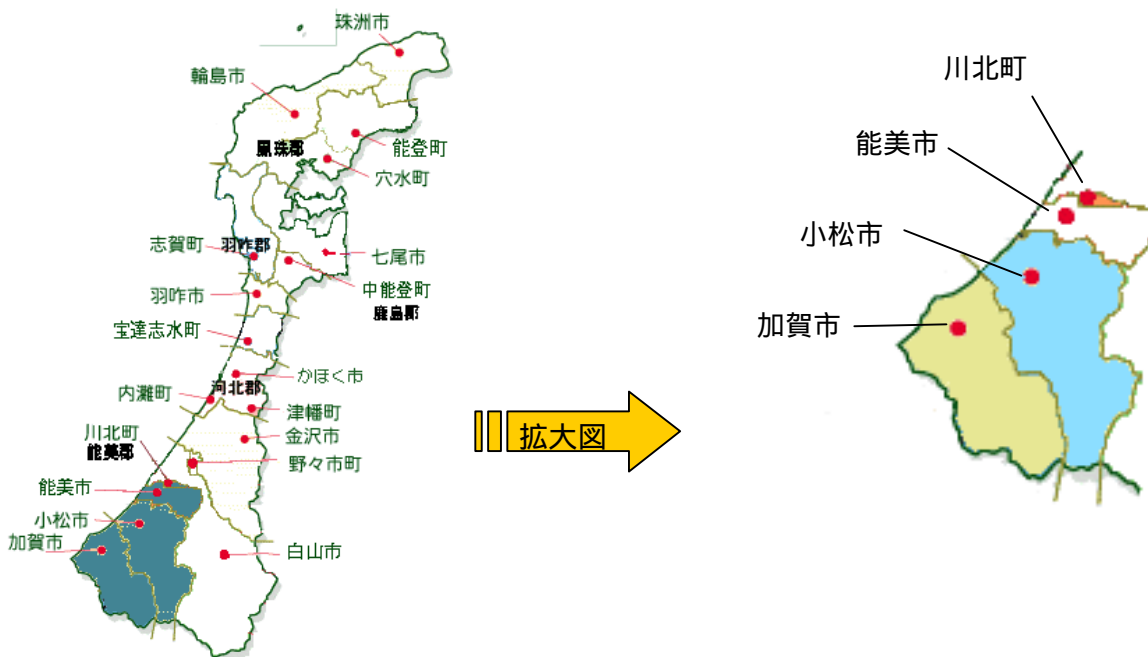 珠洲市
輪島市
能登町
鳳珠郡
穴水町
志賀町
羽咋郡
七尾市
中能登町
羽咋市
鹿島郡
宝達志水町
かほく市
河北郡
内灘町
津幡町
川北町
金沢市
能美郡
野々市町
能美市
小松市
加賀市
白山市
拡大図
川北町
能美市
小松市
加賀市